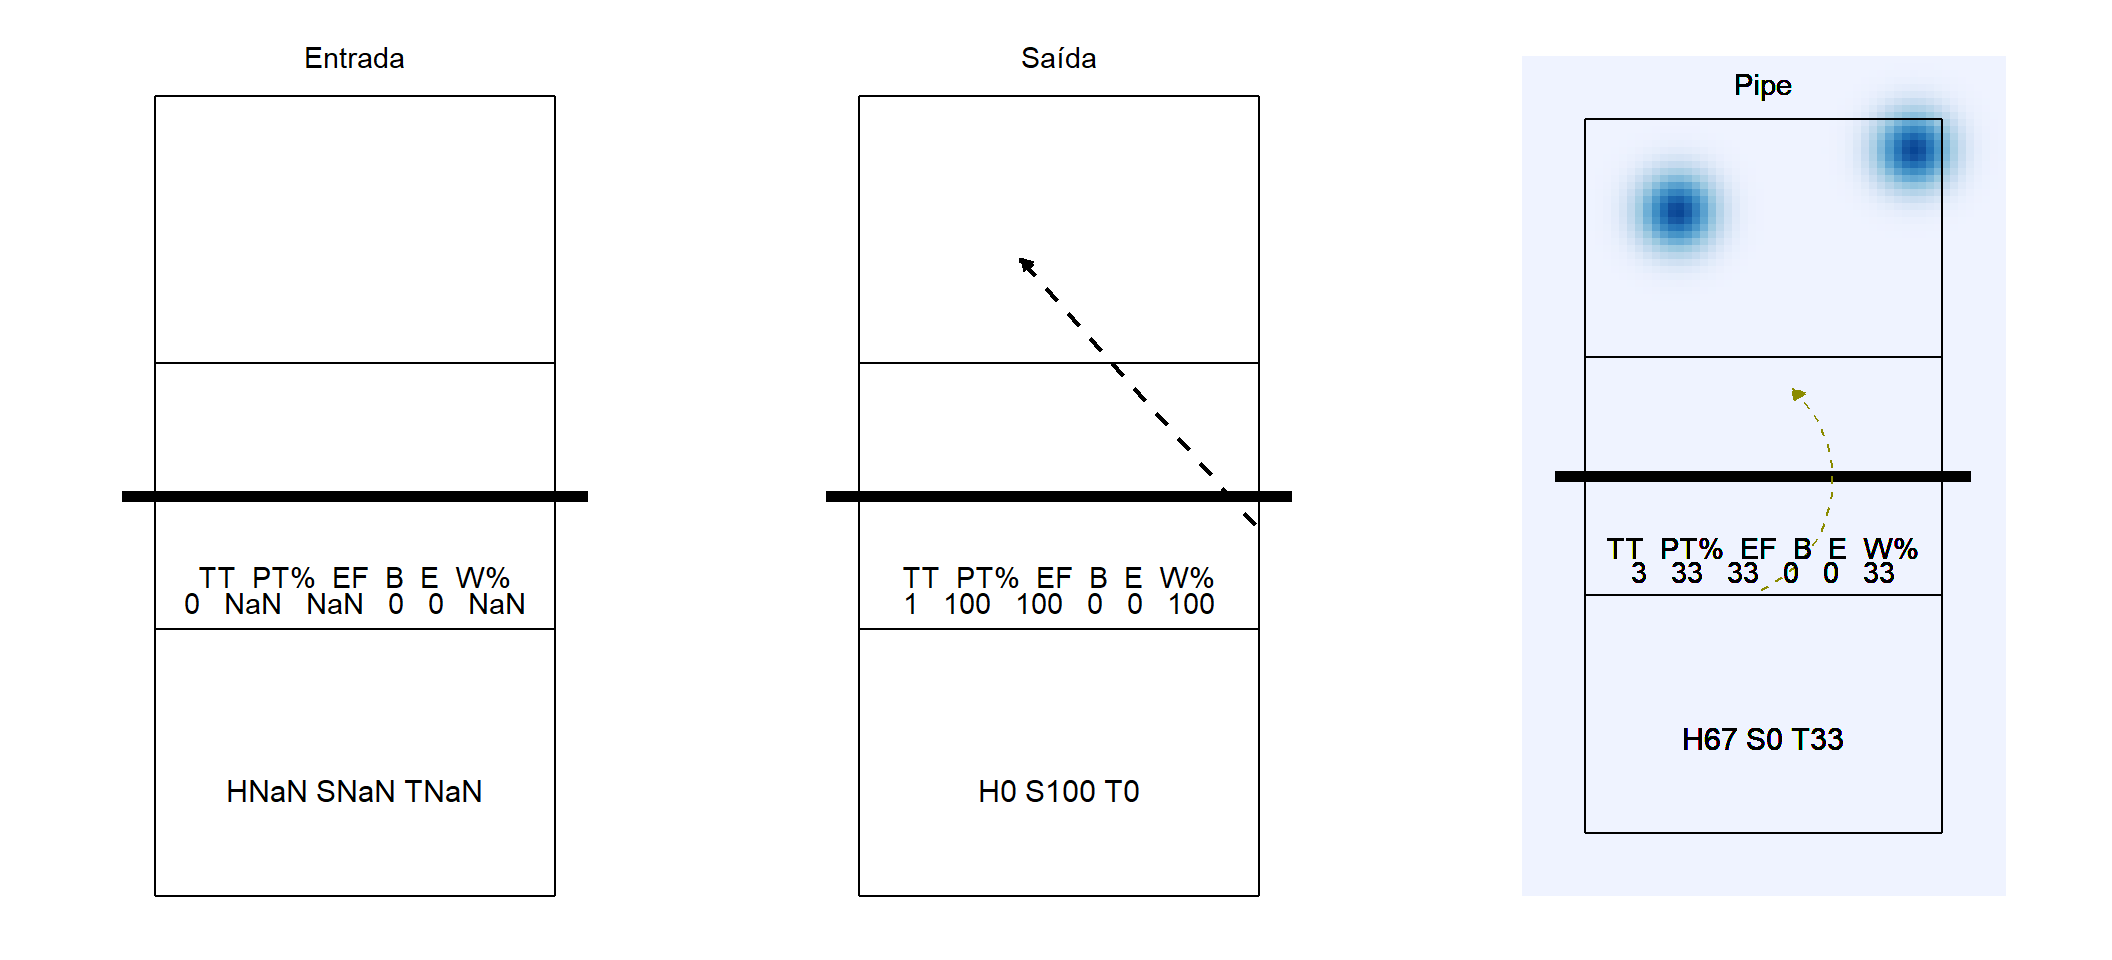 Entrada
TT PT% EF B E W%
0 NaN NaN 0 0 NaN
HNaN SNaN TNaN
Saída
TT PT% EF B E W%
1 100 100 0 0 100
H0 S100 T0
Pipe
TT PT% EF B E W%
3 33 33 0 0 33
H67 S0 T33